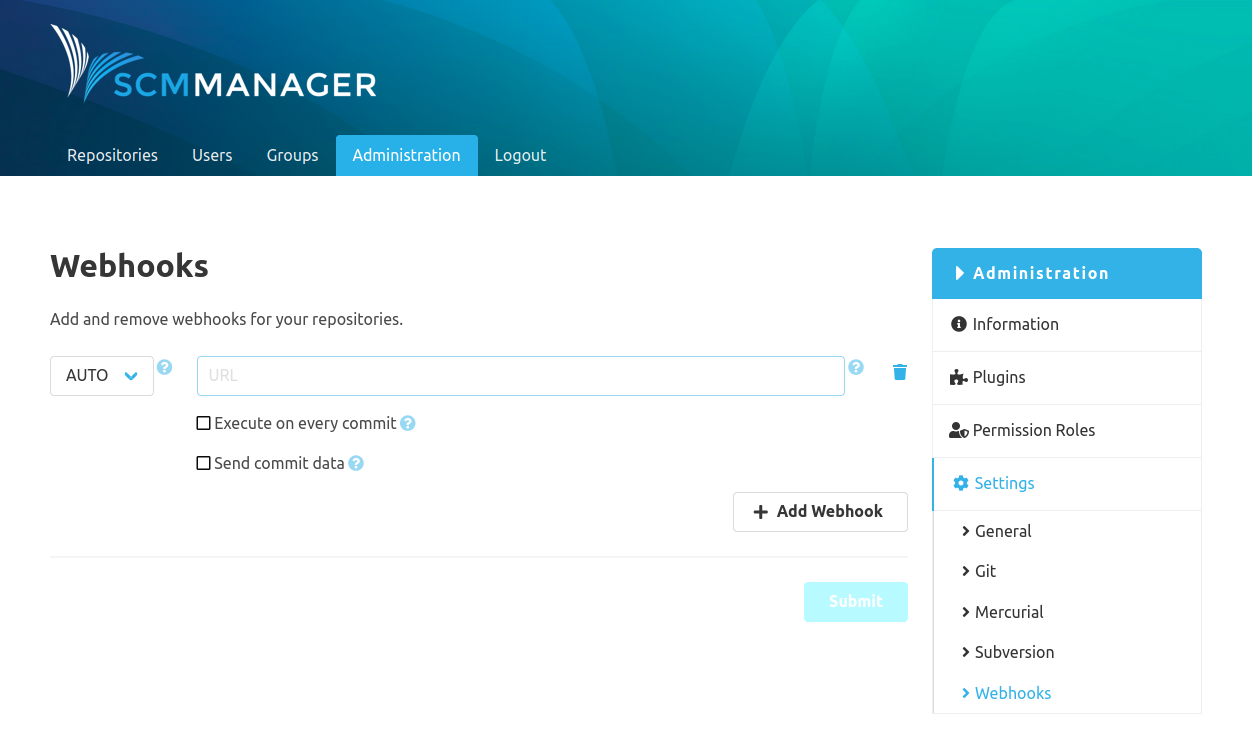 SCMMANAGER
Repositories Users Groups Administration Logout
Webhooks
Add and remove webhooks for your repositories.
AUTO
URL
Execute on every commit
Send commit data
Add Webhook
Submit
Administration
Information
Plugins
Permission Roles
Settings
General
Git
Mercurial
Subversion
Webhooks